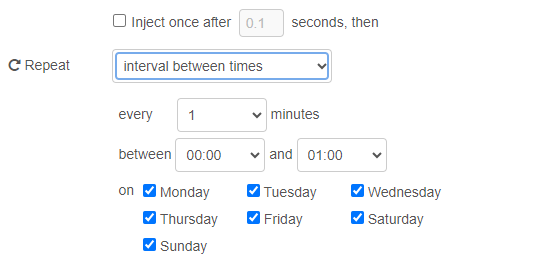 Inject once after 0.1 seconds, then
Repeat interval between times
every 1 minutes
between 00:00 and 01:00
on Monday Tuesday Wednesday
Thursday Friday Saturday
Sunday